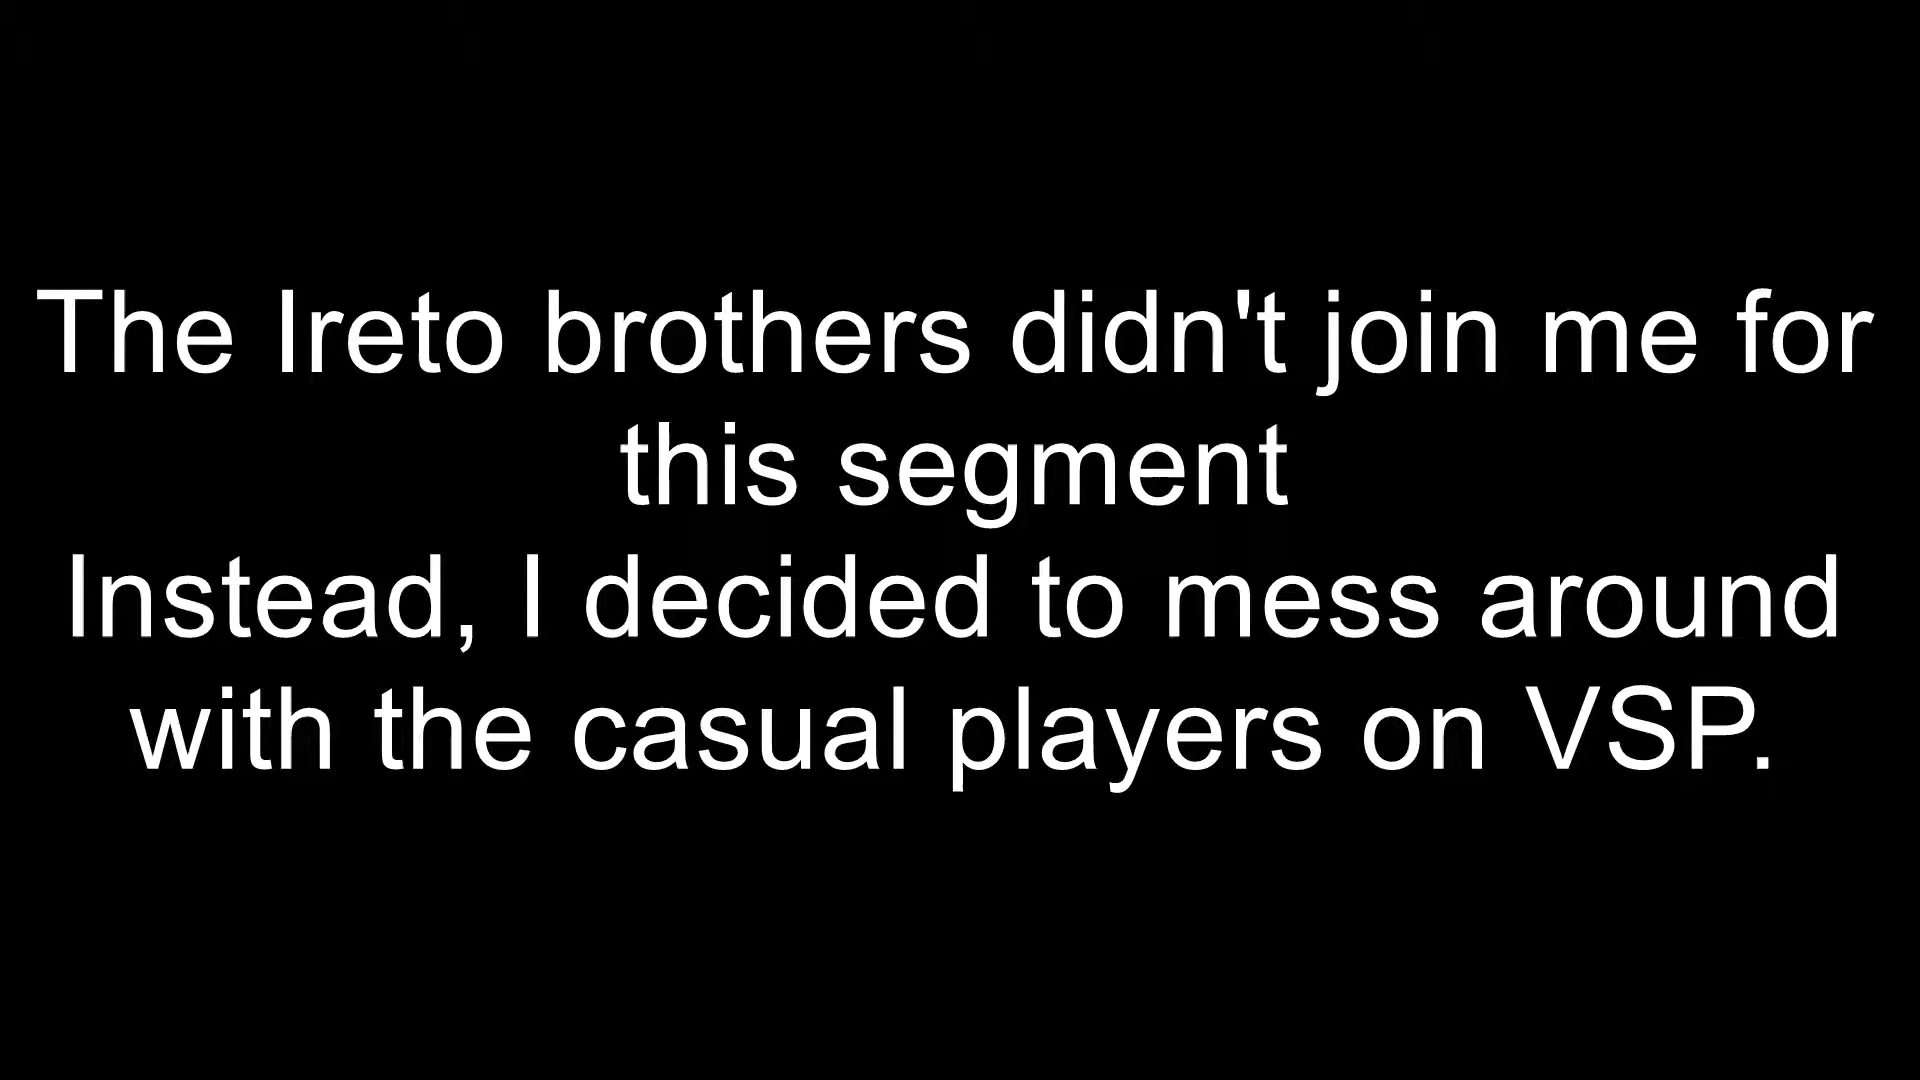 The Ireto brothers didn't join me for
this segment
Instead, I decided to mess around
with the casual players on VSP.